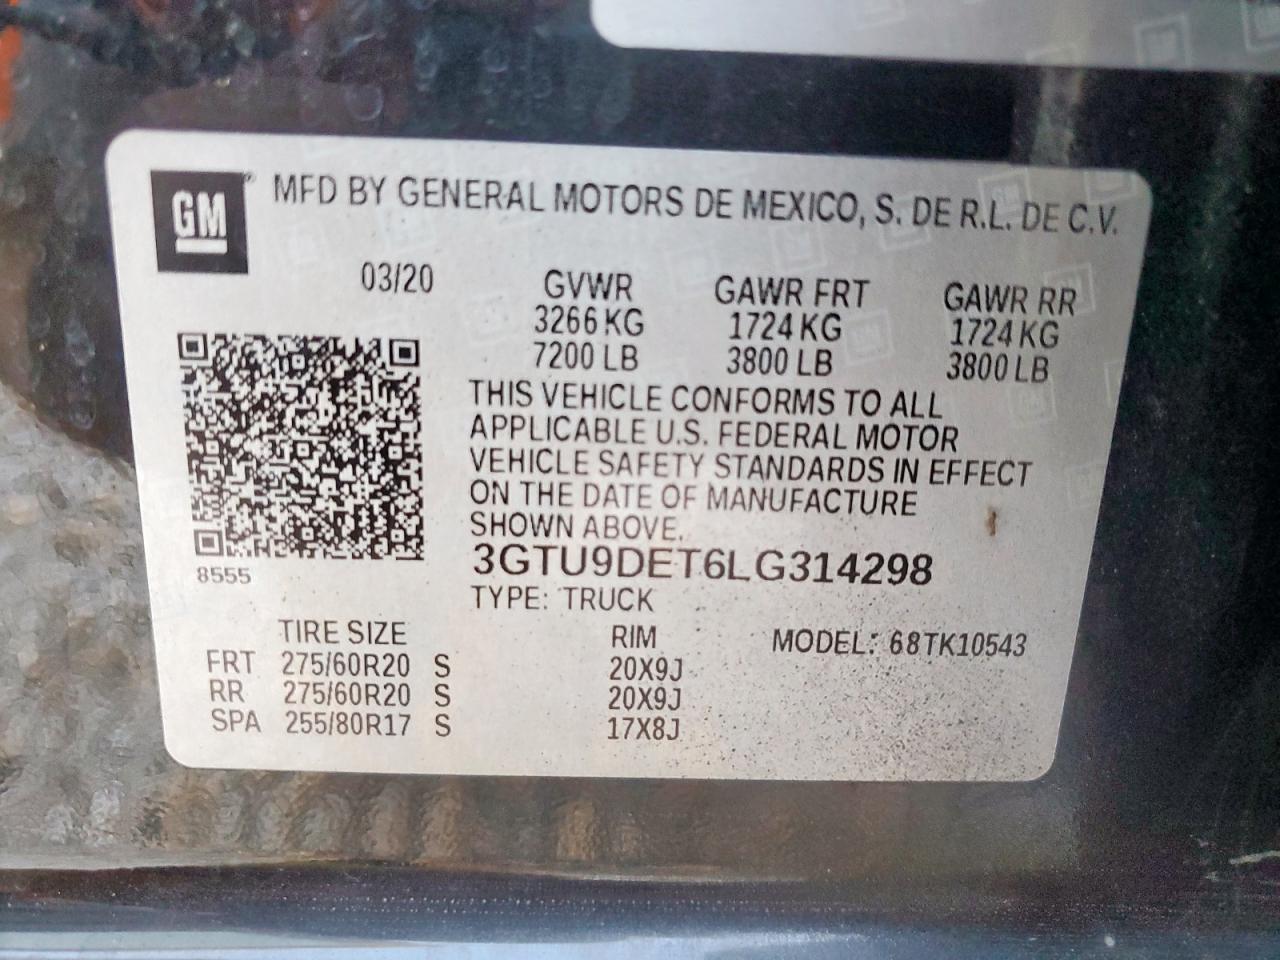 GM
MFD BY GENERAL MOTORS DE MEXICO, S. DE R.L. DE C.V.
03/20 GVWR GAWR FRT GAWR RR
3266 KG 1724 KG 1724 KG
7200 LB 3800 LB 3800 LB
THIS VEHICLE CONFORMS TO ALL
APPLICABLE U.S. FEDERAL MOTOR
VEHICLE SAFETY STANDARDS IN EFFECT
ON THE DATE OF MANUFACTURE
SHOWN ABOVE.
3GTU9DET6LG314298
8555
TYPE: TRUCK
TIRE SIZE RIM MODEL: 68TK10543
FRT 275/60R20 S 20X9J
RR 275/60R20 S 20X9J
SPA 255/80R17 S 17X8J